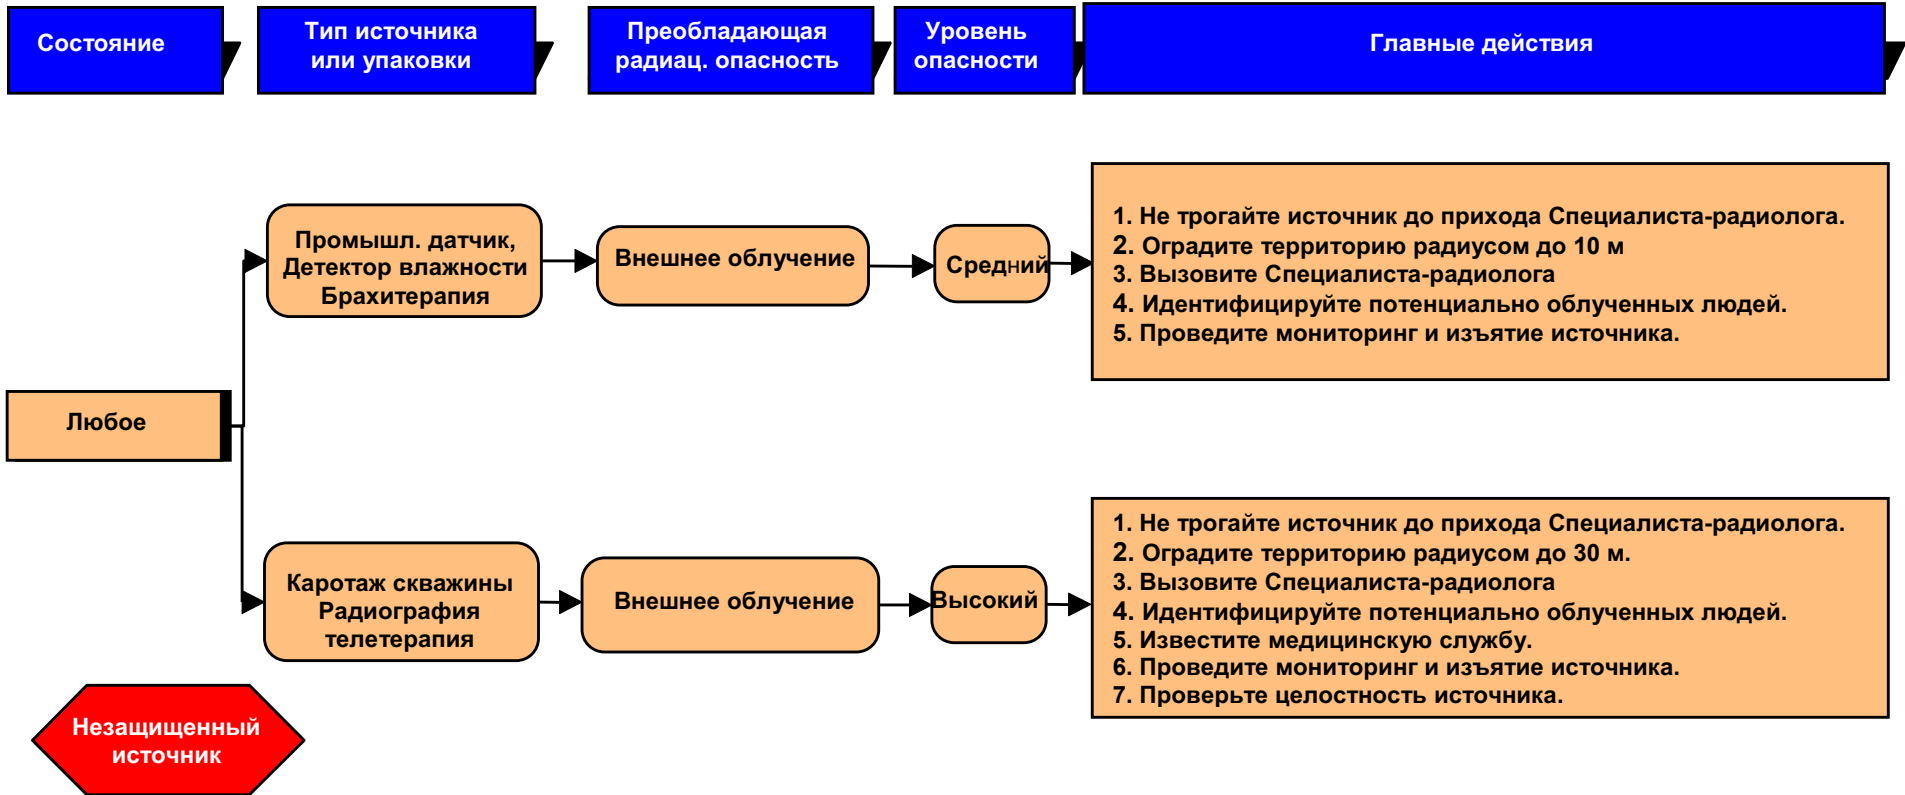 Состояние
Тип источника
или упаковки
Преобладающая
радиац. опасность
Уровень
опасности
Главные действия
Промышл. датчик,
Детектор влажности
Брахитерапия
Внешнее облучение
Средний
1. Не трогайте источник до прихода Специалиста-радиолога.
2. Оградите территорию радиусом до 10 м
3. Вызовите Специалиста-радиолога
4. Идентифицируйте потенциально облученных людей.
5. Проведите мониторинг и изъятие источника.
Любое
Каротаж скважины
Радиография
телетерапия
Внешнее облучение
Высокий
1. Не трогайте источник до прихода Специалиста-радиолога.
2. Оградите территорию радиусом до 30 м.
3. Вызовите Специалиста-радиолога
4. Идентифицируйте потенциально облученных людей.
5. Известите медицинскую службу.
6. Проведите мониторинг и изъятие источника.
7. Проверьте целостность источника.
Незащищенный
источник